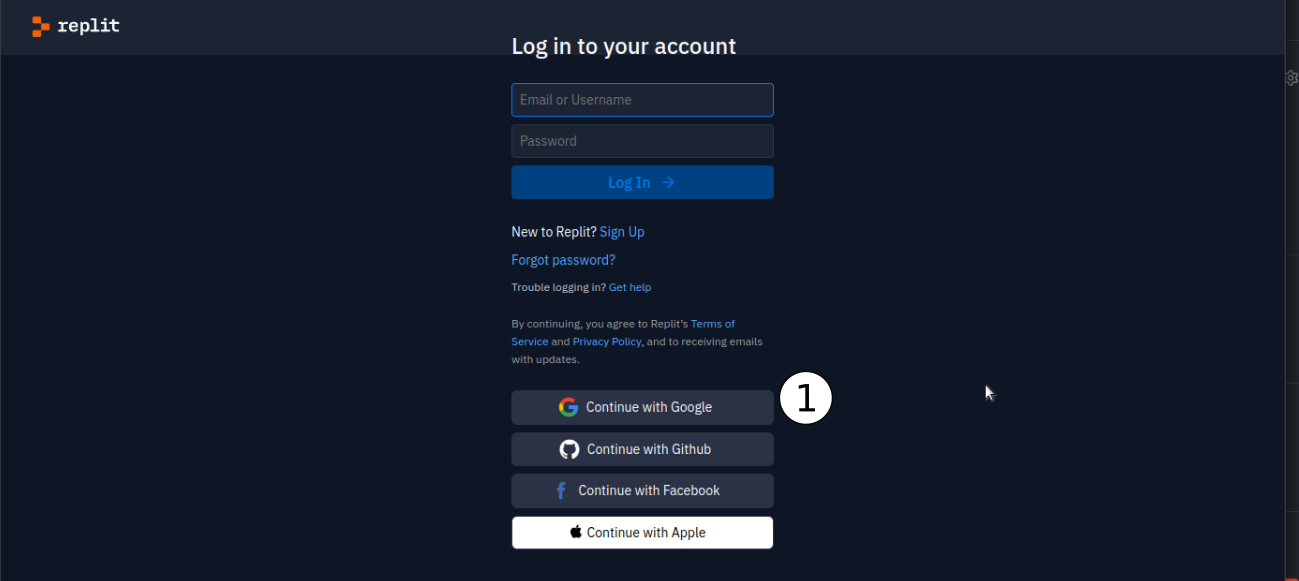 replit
Log in to your account
Email or Username
Password
Log In
New to Replit? Sign Up
Forgot password?
Trouble logging in? Get help
By continuing, you agree to Replit's Terms of
Service and Privacy Policy, and to receiving emails
with updates.
Continue with Google
1
Continue with Github
Continue with Facebook
Continue with Apple